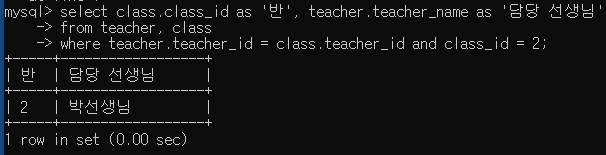 mysql> select class.class_id as '반', teacher.teacher_name as '담당 선생님'
    -> from teacher, class
    -> where teacher.teacher_id = class.teacher_id and class_id = 2;
+----+-----------------+
| 반 | 담당 선생님     |
+----+-----------------+
| 2  | 박선생님        |
+----+-----------------+
1 row in set (0.00 sec)